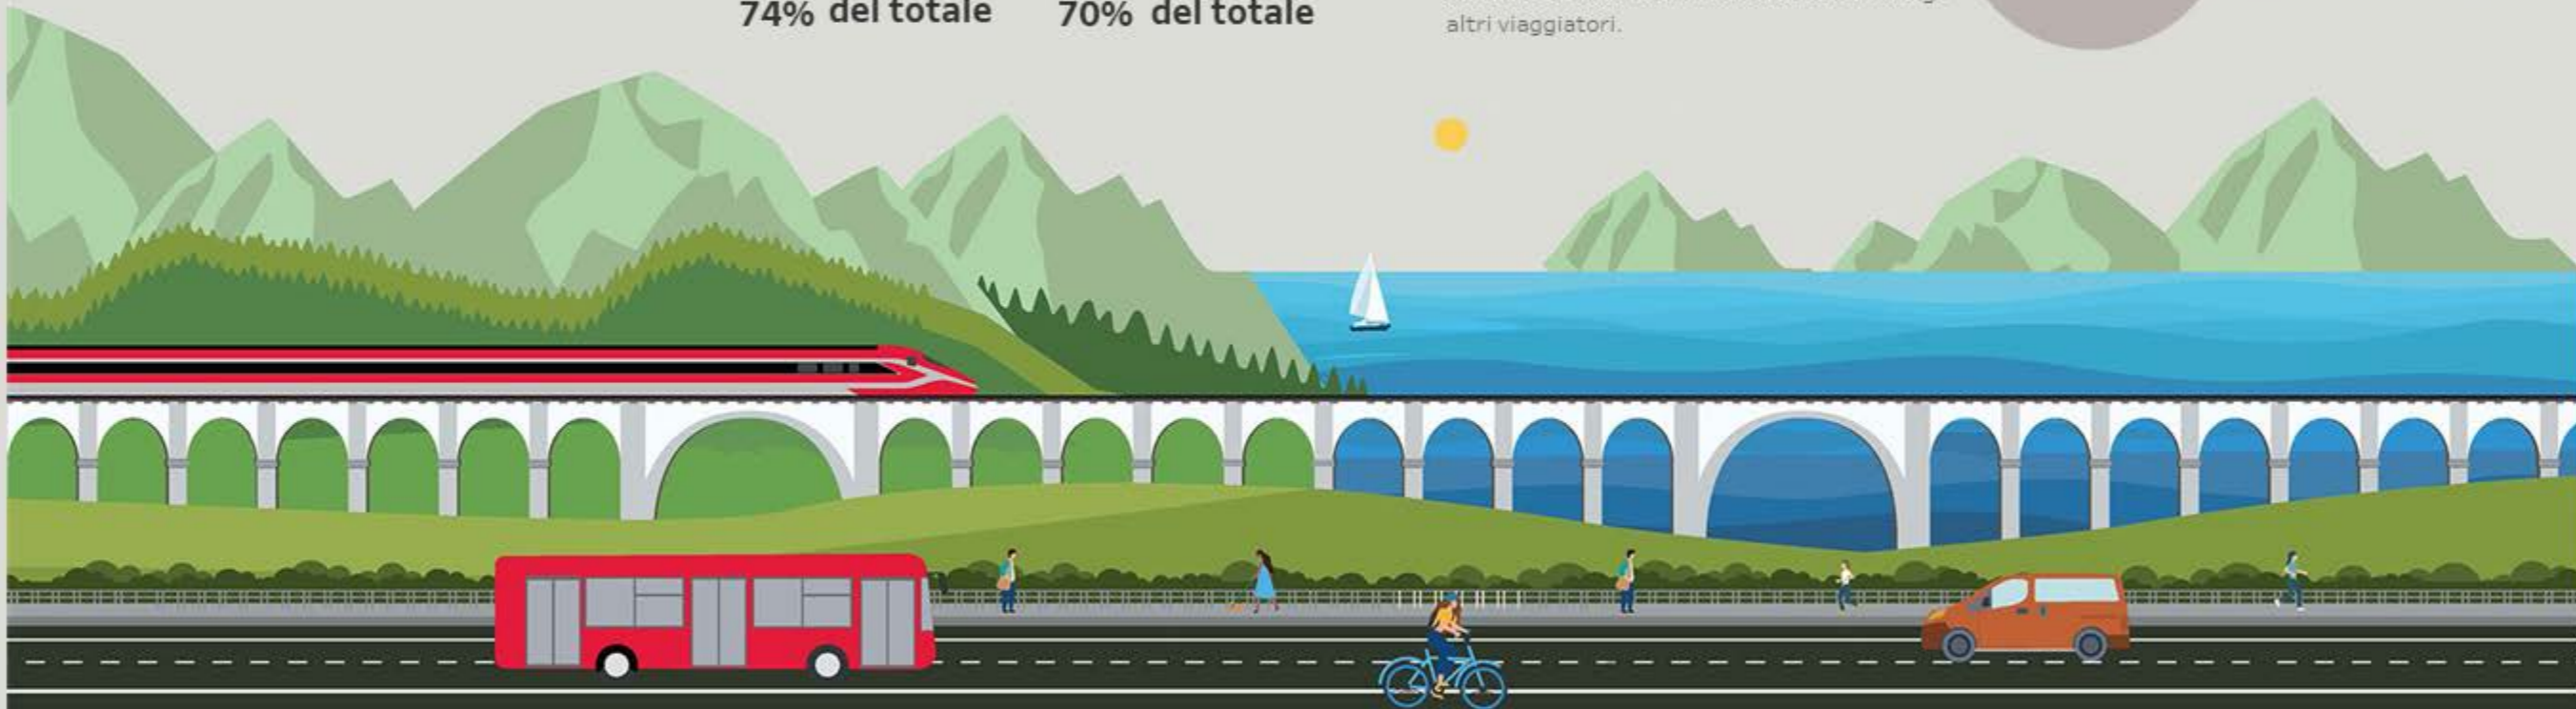 74% del totale
70% del totale
altri viaggiatori.